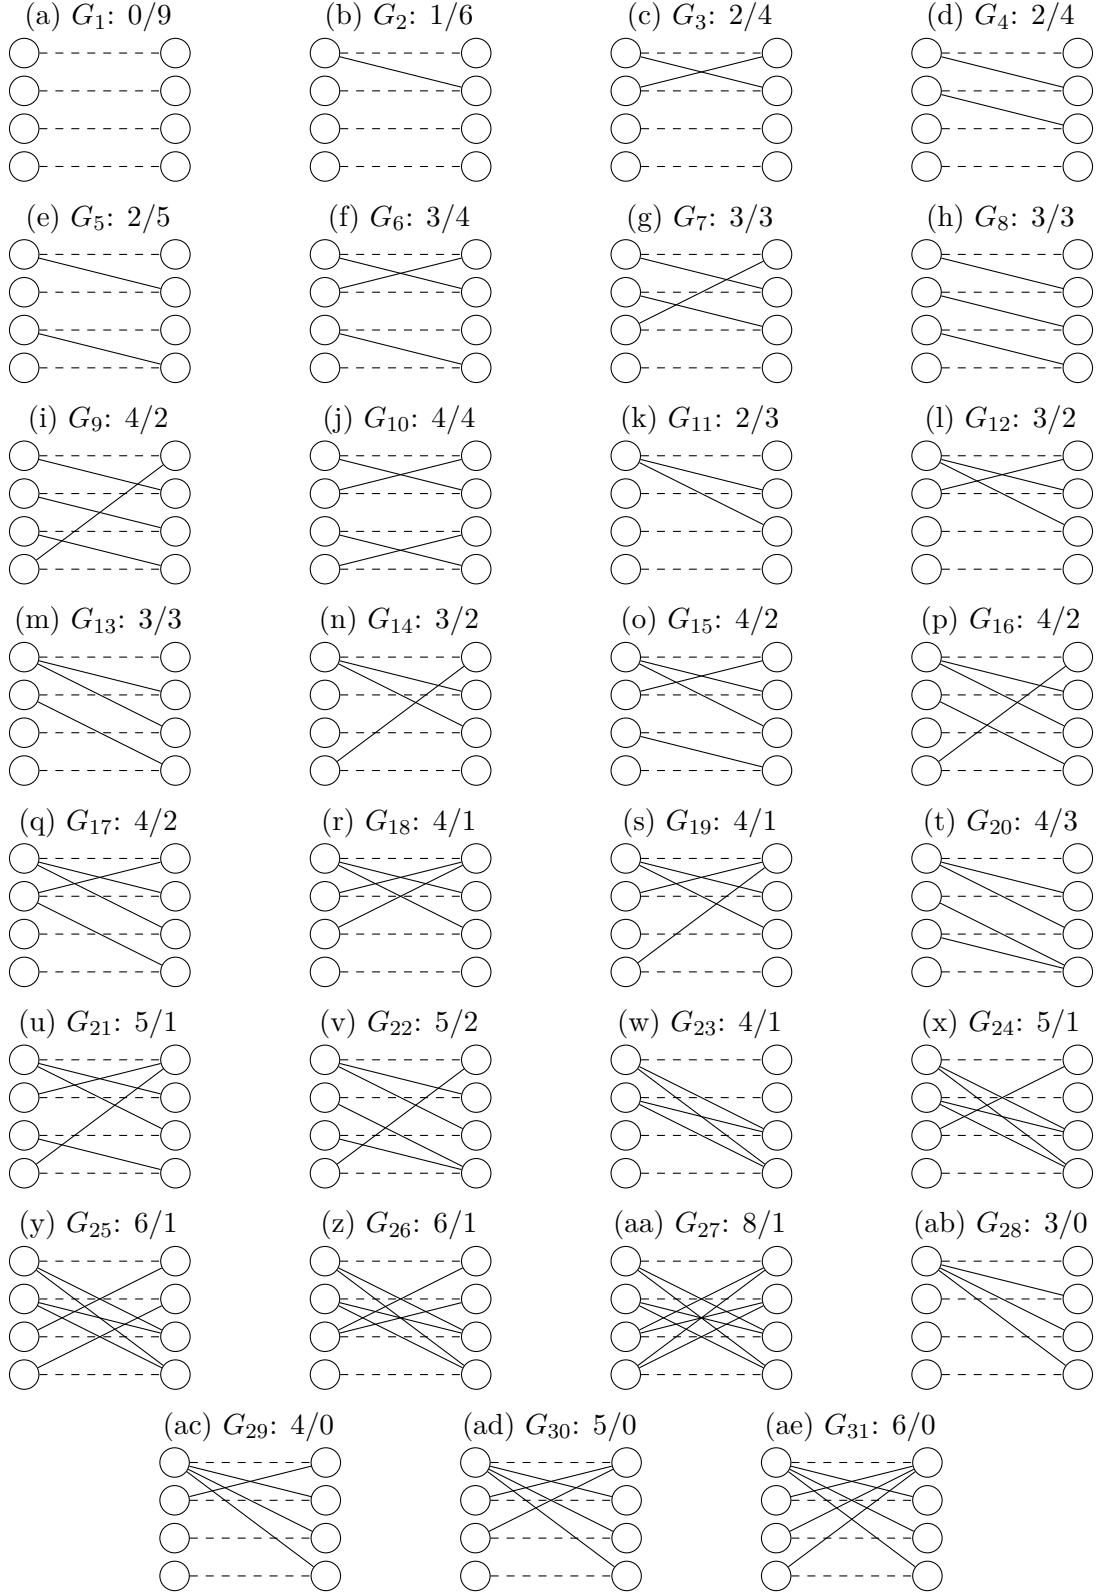 (a) G₁: 0/9 (b) G₂: 1/6 (c) G₃: 2/4 (d) G₄: 2/4
(e) G₅: 2/5 (f) G₆: 3/4 (g) G₇: 3/3 (h) G₈: 3/3
(i) G₉: 4/2 (j) G₁₀: 4/4 (k) G₁₁: 2/3 (l) G₁₂: 3/2
(m) G₁₃: 3/3 (n) G₁₄: 3/2 (o) G₁₅: 4/2 (p) G₁₆: 4/2
(q) G₁₇: 4/2 (r) G₁₈: 4/1 (s) G₁₉: 4/1 (t) G₂₀: 4/3
(u) G₂₁: 5/1 (v) G₂₂: 5/2 (w) G₂₃: 4/1 (x) G₂₄: 5/1
(y) G₂₅: 6/1 (z) G₂₆: 6/1 (aa) G₂₇: 8/1 (ab) G₂₈: 3/0
(ac) G₂₉: 4/0 (ad) G₃₀: 5/0 (ae) G₃₁: 6/0